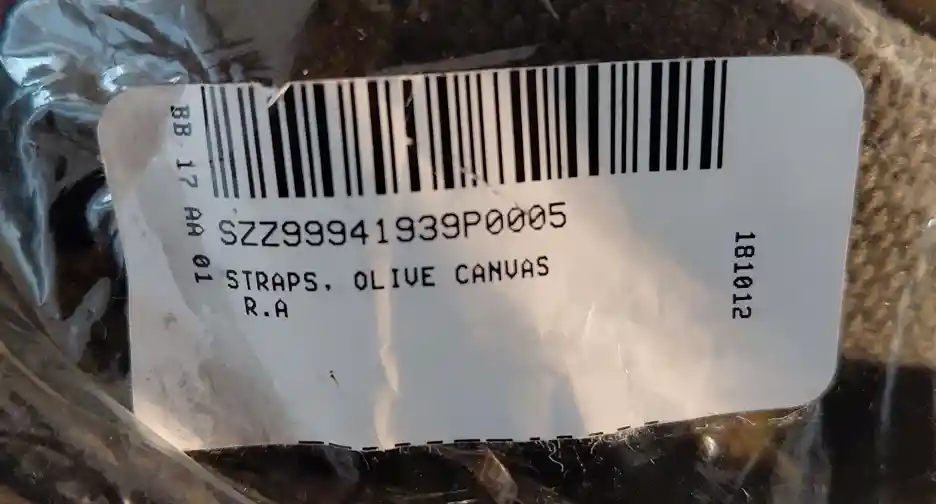 BB 17 AA 01
SZZ99941939P0005
STRAPS, OLIVE CANVAS
R.A
181012